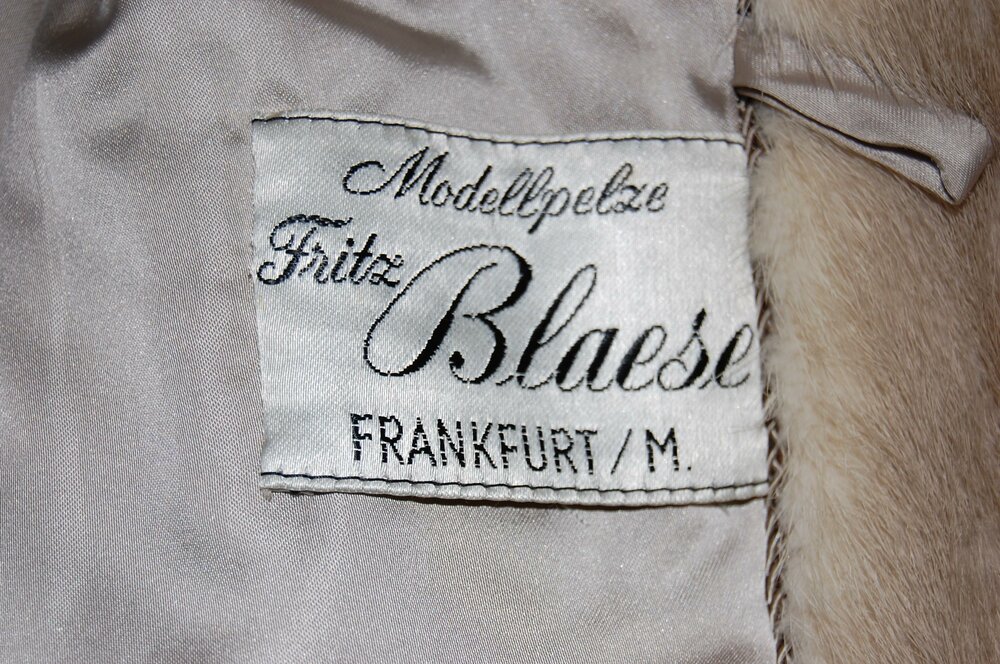 Modellpelze
Fritz Blaese
FRANKFURT / M.